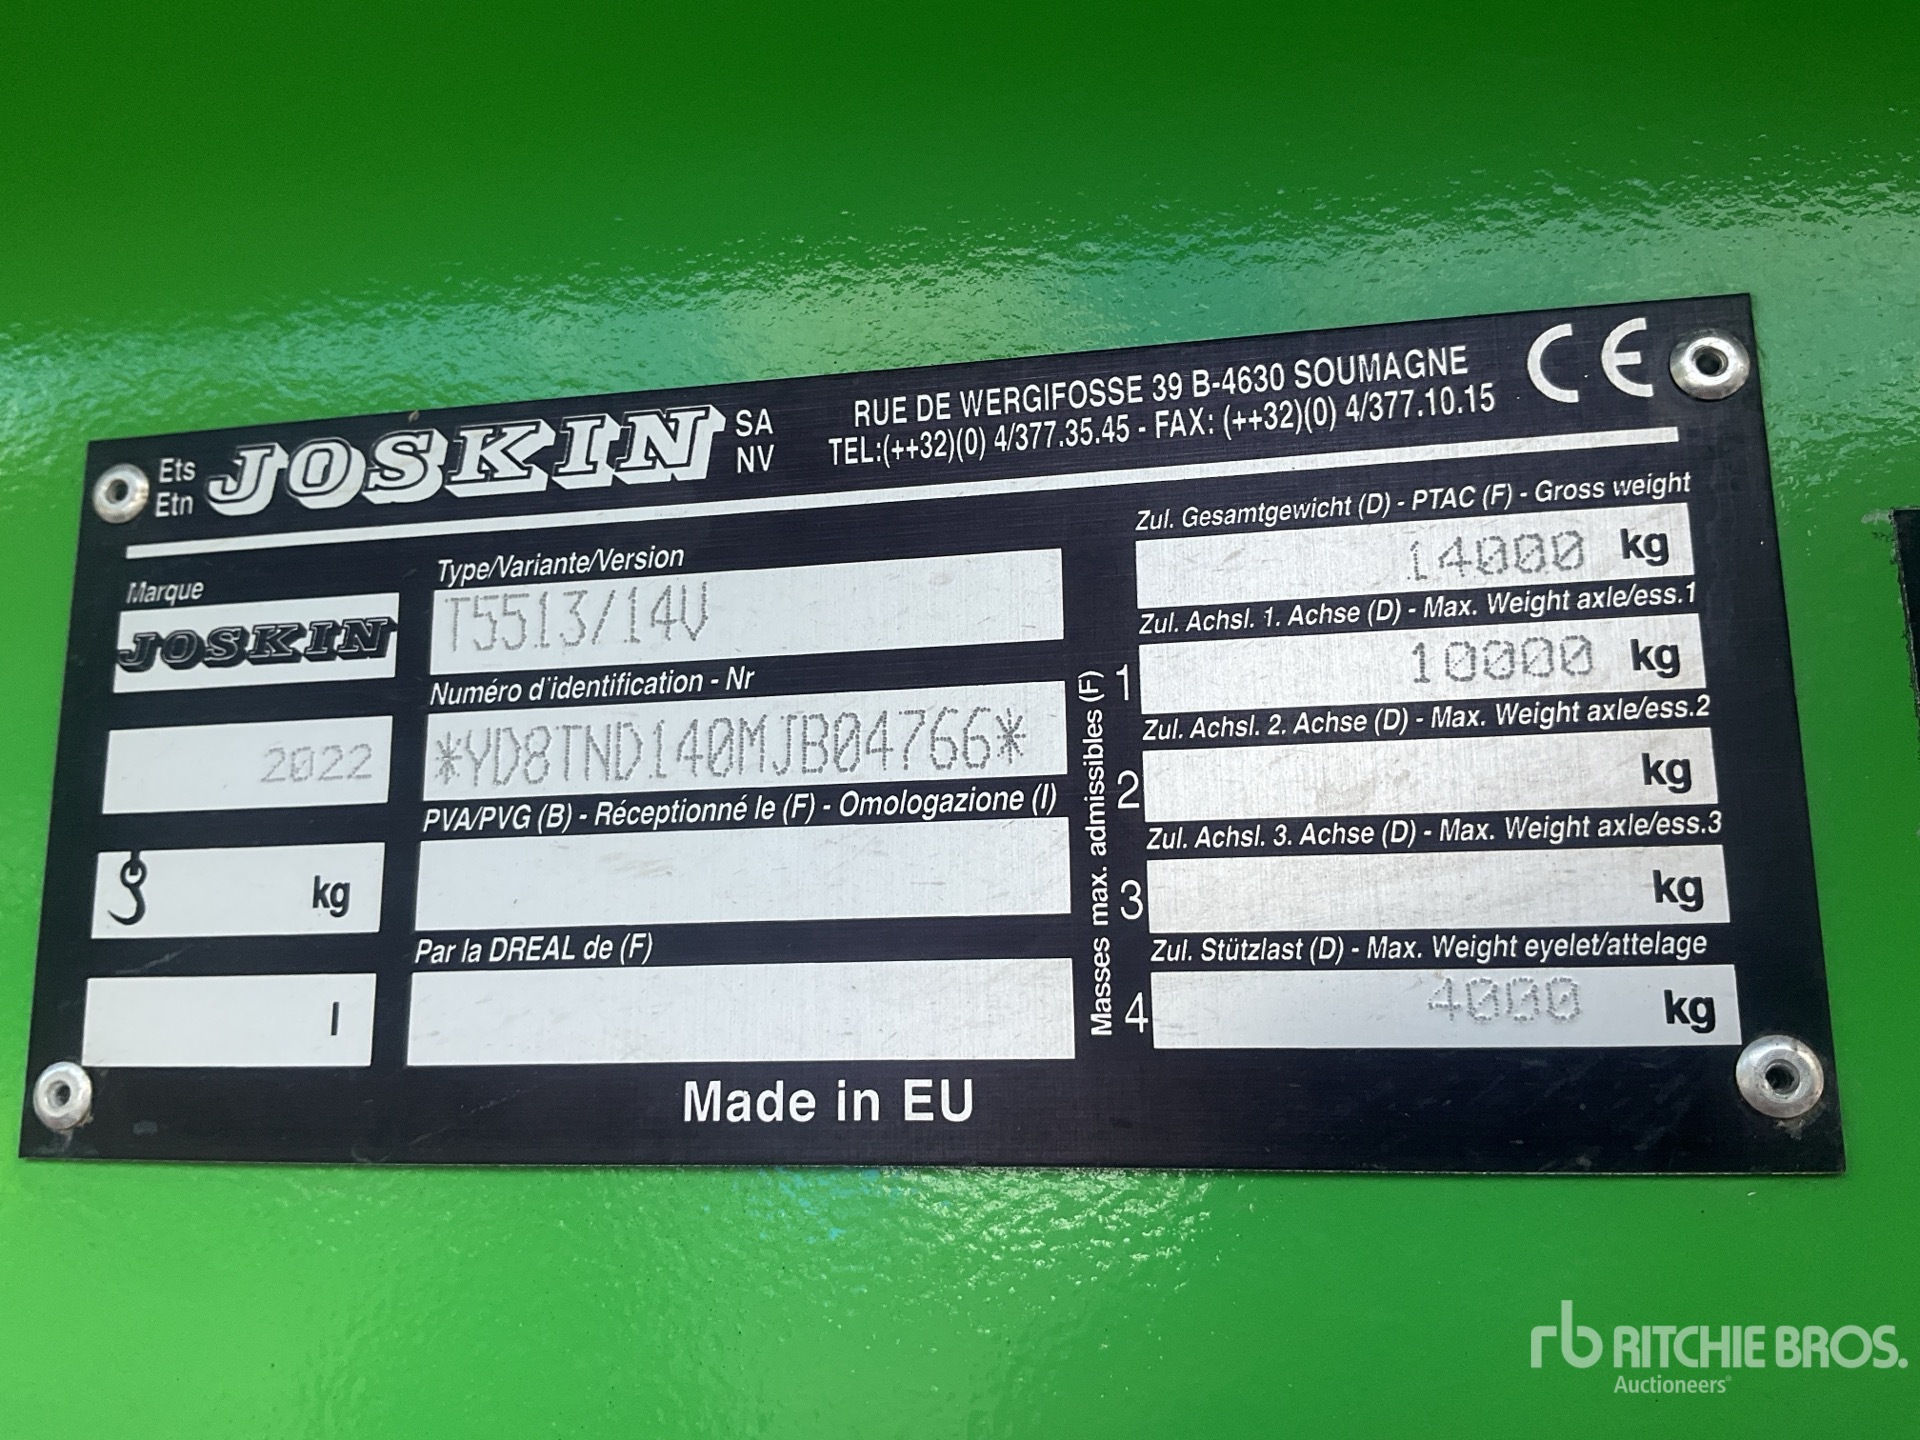 Ets
Etn
JOSKIN
SA
NV
RUE DE WERGIFOSSE 39 B-4630 SOUMAGNE
TEL:(++32)(0) 4/377.35.45 - FAX: (++32)(0) 4/377.10.15
CE
Marque
JOSKIN
2022
kg
l
Type/Variante/Version
T5513/14V
Numéro d'identification - Nr
*YD8TND140MJB04766*
PVA/PVG (B) - Réceptionné le (F) - Omologazione (I)
Par la DREAL de (F)
Masses max. admissibles (F)
Zul. Gesamtgewicht (D) - PTAC (F) - Gross weight
14000 kg
Zul. Achsl. 1. Achse (D) - Max. Weight axle/ess.1
1 10000 kg
Zul. Achsl. 2. Achse (D) - Max. Weight axle/ess.2
2 kg
Zul. Achsl. 3. Achse (D) - Max. Weight axle/ess.3
3 kg
Zul. Stützlast (D) - Max. Weight eyelet/attelage
4 4000 kg
Made in EU
rb RITCHIE BROS.
Auctioneers